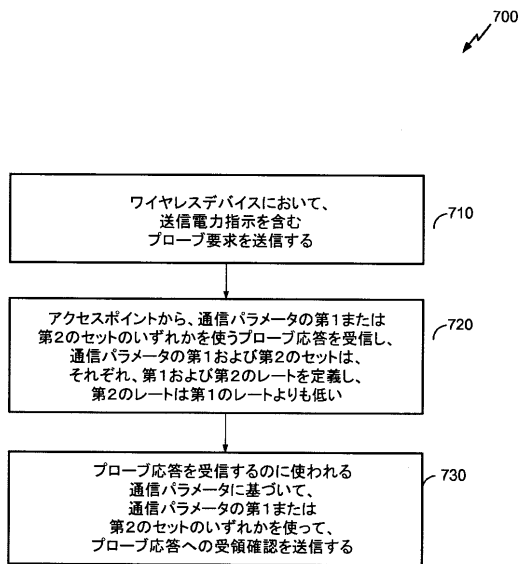 700
ワイヤレスデバイスにおいて、
送信電力指示を含む
プローブ要求を送信する
710
アクセスポイントから、通信パラメータの第1または
第2のセットのいずれかを使うプローブ応答を受信し、
通信パラメータの第1および第2のセットは、
それぞれ、第1および第2のレートを定義し、
第2のレートは第1のレートよりも低い
720
プローブ応答を受信するのに使われる
通信パラメータに基づいて、
通信パラメータの第1または
第2のセットのいずれかを使って、
プローブ応答への受領確認を送信する
730